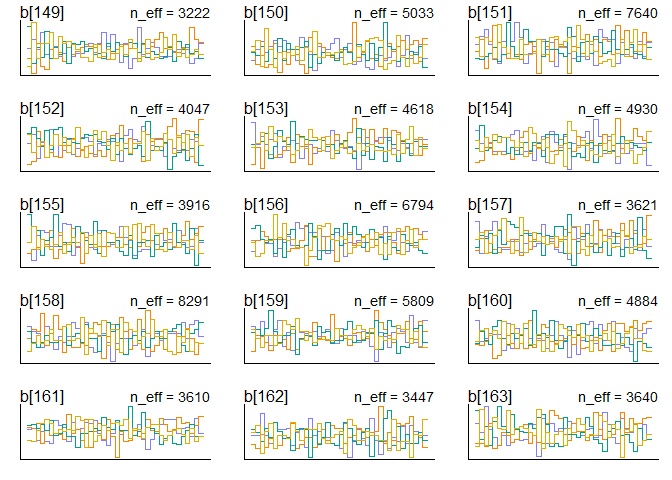 b[149] n_eff = 3222 b[150] n_eff = 5033 b[151] n_eff = 7640
b[152] n_eff = 4047 b[153] n_eff = 4618 b[154] n_eff = 4930
b[155] n_eff = 3916 b[156] n_eff = 6794 b[157] n_eff = 3621
b[158] n_eff = 8291 b[159] n_eff = 5809 b[160] n_eff = 4884
b[161] n_eff = 3610 b[162] n_eff = 3447 b[163] n_eff = 3640